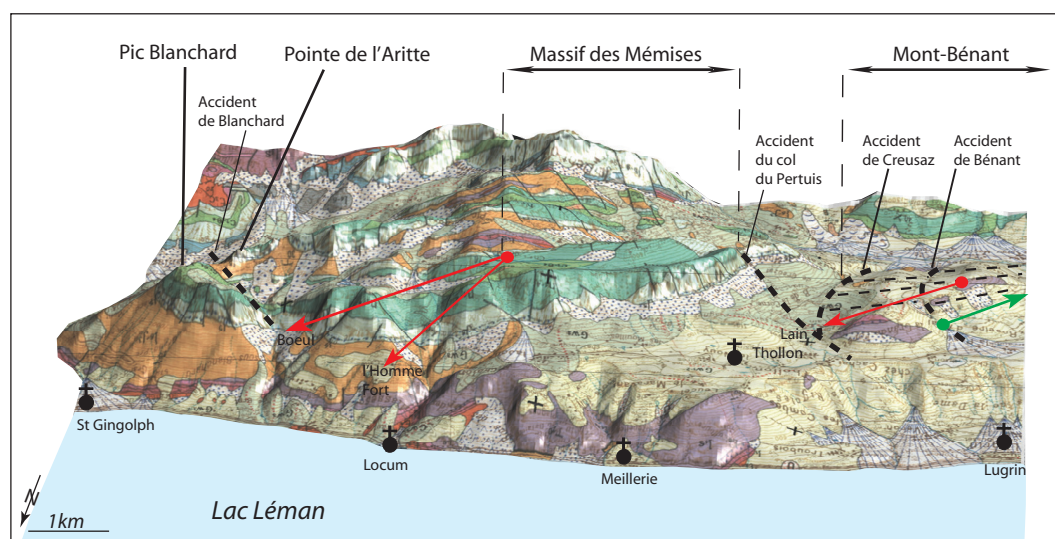 Pic Blanchard
Pointe de l'Aritte
Massif des Mémises
Mont-Bénant
Accident
de Blanchard
Accident
du col
du Pertuis
Accident
de Creusaz
Accident
de Bénant
Boeul
l'Homme
Fort
Lain
Thollon
St Gingolph
Locum
Meillerie
Lugrin
N
1km
Lac Léman